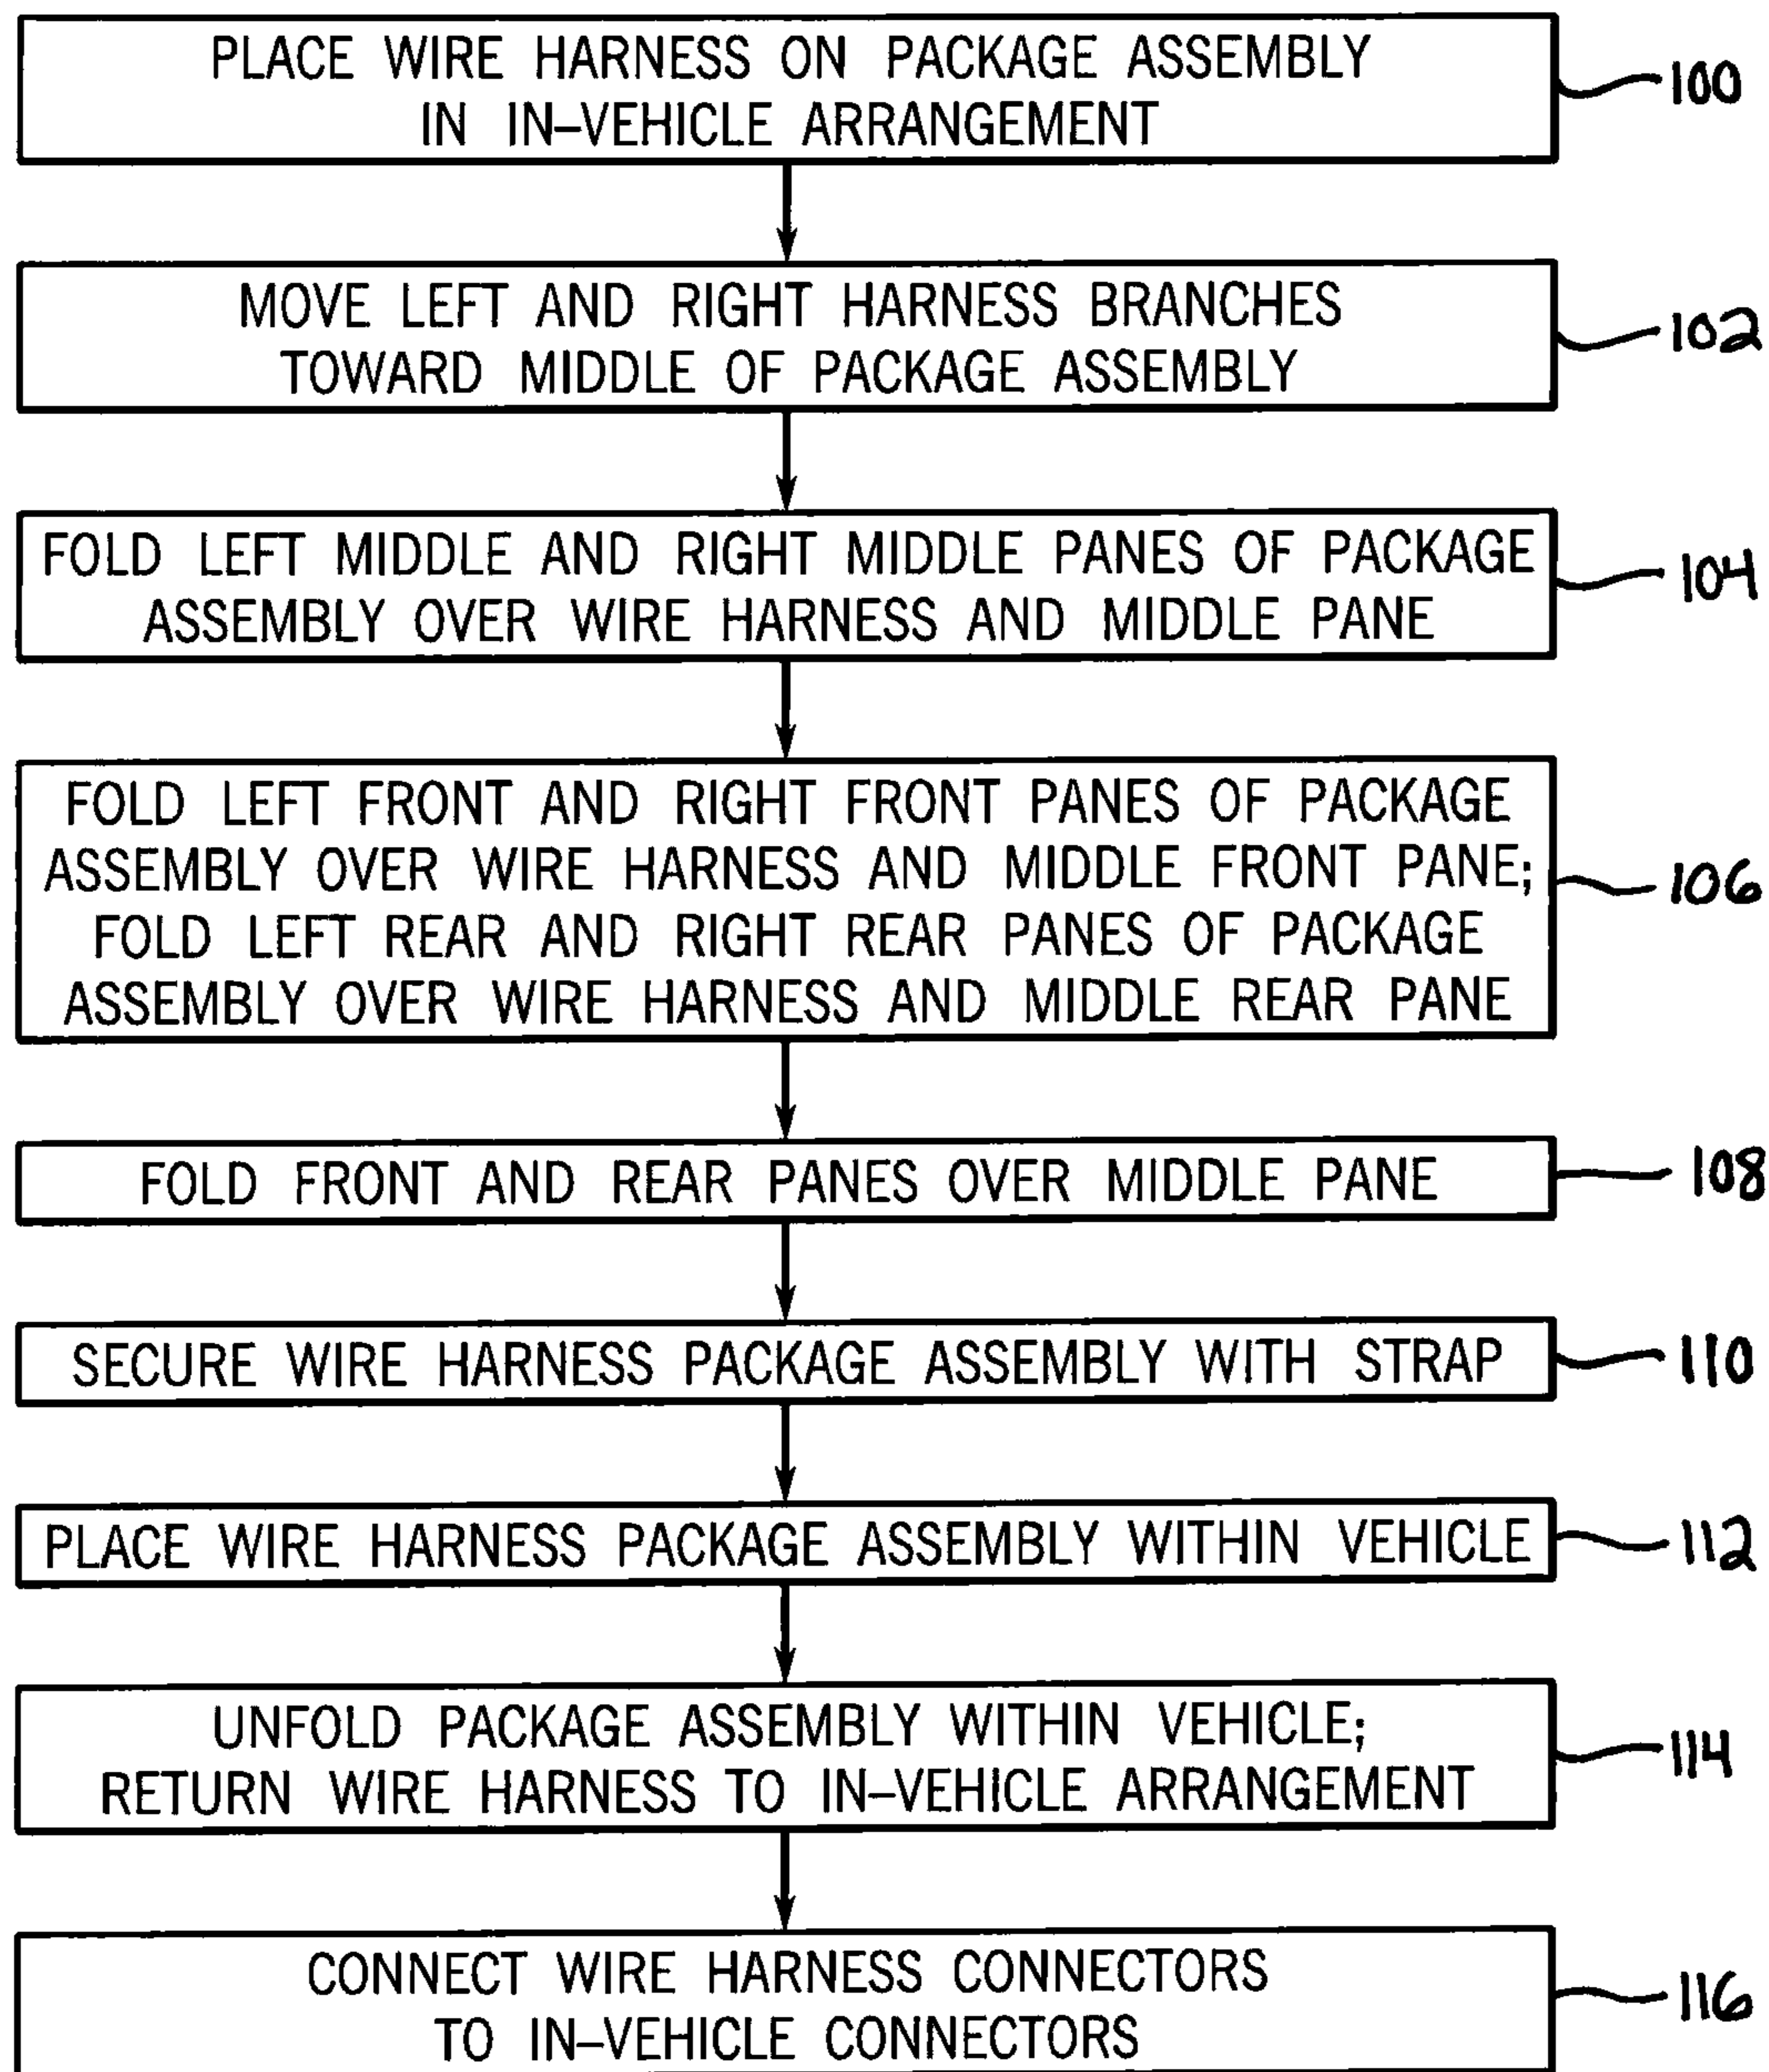 PLACE WIRE HARNESS ON PACKAGE ASSEMBLY
IN IN–VEHICLE ARRANGEMENT
100
MOVE LEFT AND RIGHT HARNESS BRANCHES
TOWARD MIDDLE OF PACKAGE ASSEMBLY
102
FOLD LEFT MIDDLE AND RIGHT MIDDLE PANES OF PACKAGE
ASSEMBLY OVER WIRE HARNESS AND MIDDLE PANE
104
FOLD LEFT FRONT AND RIGHT FRONT PANES OF PACKAGE
ASSEMBLY OVER WIRE HARNESS AND MIDDLE FRONT PANE;
FOLD LEFT REAR AND RIGHT REAR PANES OF PACKAGE
ASSEMBLY OVER WIRE HARNESS AND MIDDLE REAR PANE
106
FOLD FRONT AND REAR PANES OVER MIDDLE PANE
108
SECURE WIRE HARNESS PACKAGE ASSEMBLY WITH STRAP
110
PLACE WIRE HARNESS PACKAGE ASSEMBLY WITHIN VEHICLE
112
UNFOLD PACKAGE ASSEMBLY WITHIN VEHICLE;
RETURN WIRE HARNESS TO IN–VEHICLE ARRANGEMENT
114
CONNECT WIRE HARNESS CONNECTORS
TO IN–VEHICLE CONNECTORS
116